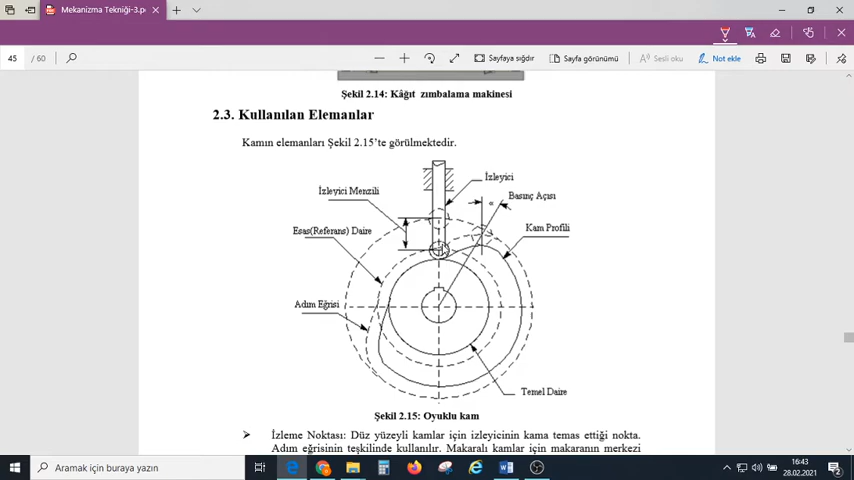 Mekanizma Tekniği-3.p
45
/ 60
Sayfaya sığdır
Sayfa görünümü
Sesli oku
Not ekle
Şekil 2.14: Kâğıt zımbalama makinesi
2.3. Kullanılan Elemanlar
Kamın elemanları Şekil 2.15'te görülmektedir.
İzleyici
İzleyici Menzili
Basınç Açısı
α
Esas(Referans) Daire
Kam Profili
Adım Eğrisi
Temel Daire
Şekil 2.15: Oyuklu kam
İzleme Noktası: Düz yüzeyli kamlar için izleyicinin kama temas ettiği nokta.
Adım eğrisinin teşkilinde kullanılır. Makaralı kamlar için makaranın merkezi
Aramak için buraya yazın
16:43
28.02.2021
2